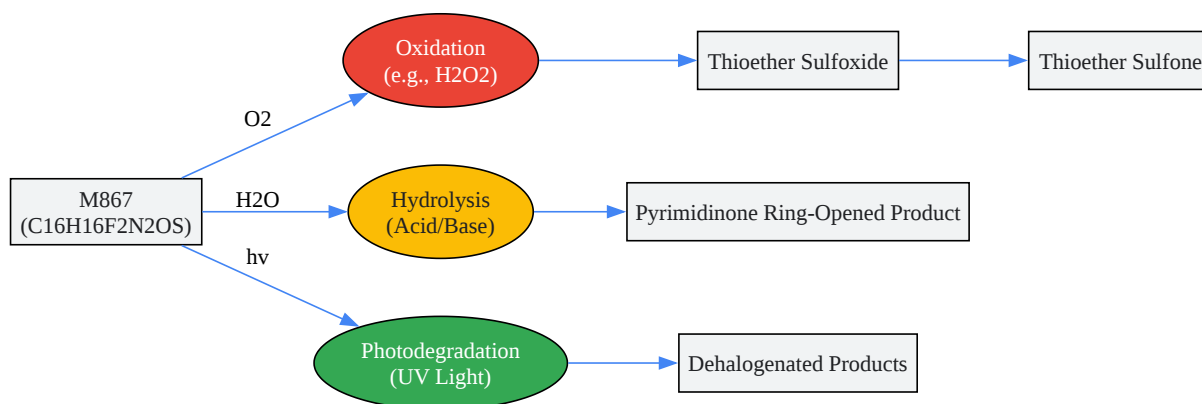 Oxidation
(e.g., H2O2)
Thioether Sulfoxide
Thioether Sulfone
O2
M867
(C16H16F2N2OS)
H2O
Hydrolysis
(Acid/Base)
Pyrimidinone Ring-Opened Product
hv
Photodegradation
(UV Light)
Dehalogenated Products